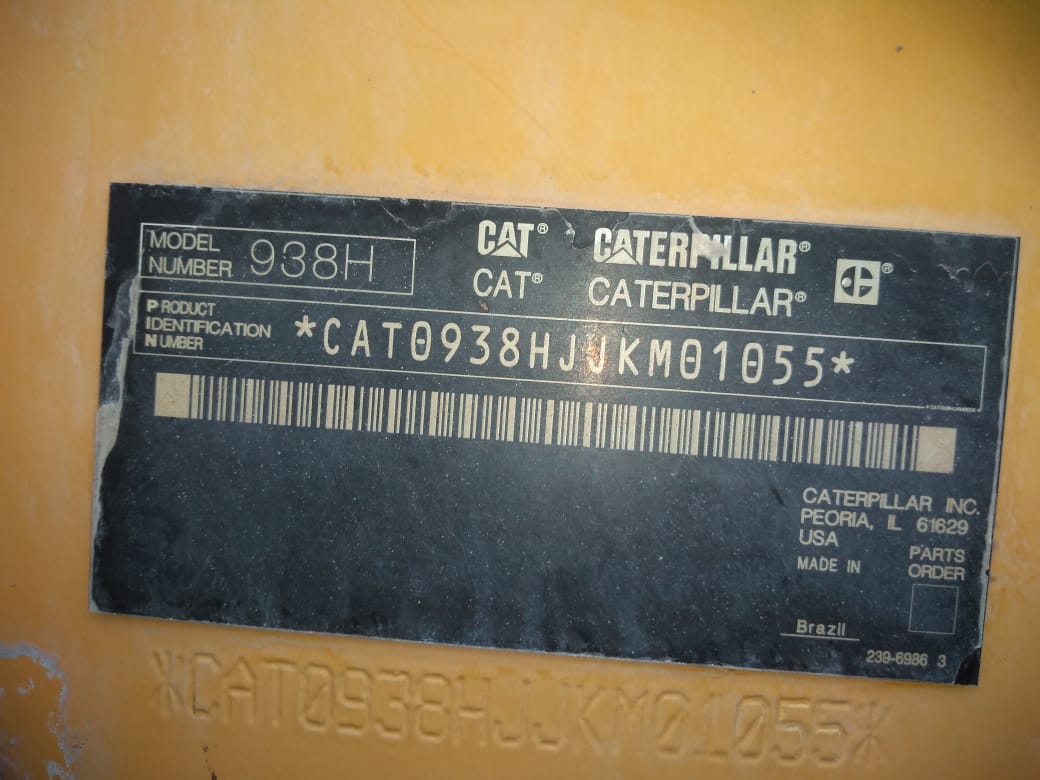 MODEL NUMBER 938H
CAT® CATERPILLAR®
CAT® CATERPILLAR®
PRODUCT IDENTIFICATION NUMBER *CAT0938HJJKM01055*
CATERPILLAR INC.
PEORIA, IL 61629
USA
MADE IN
PARTS ORDER
Brazil
239-6986 3
*CAT0938HJJKM01055*